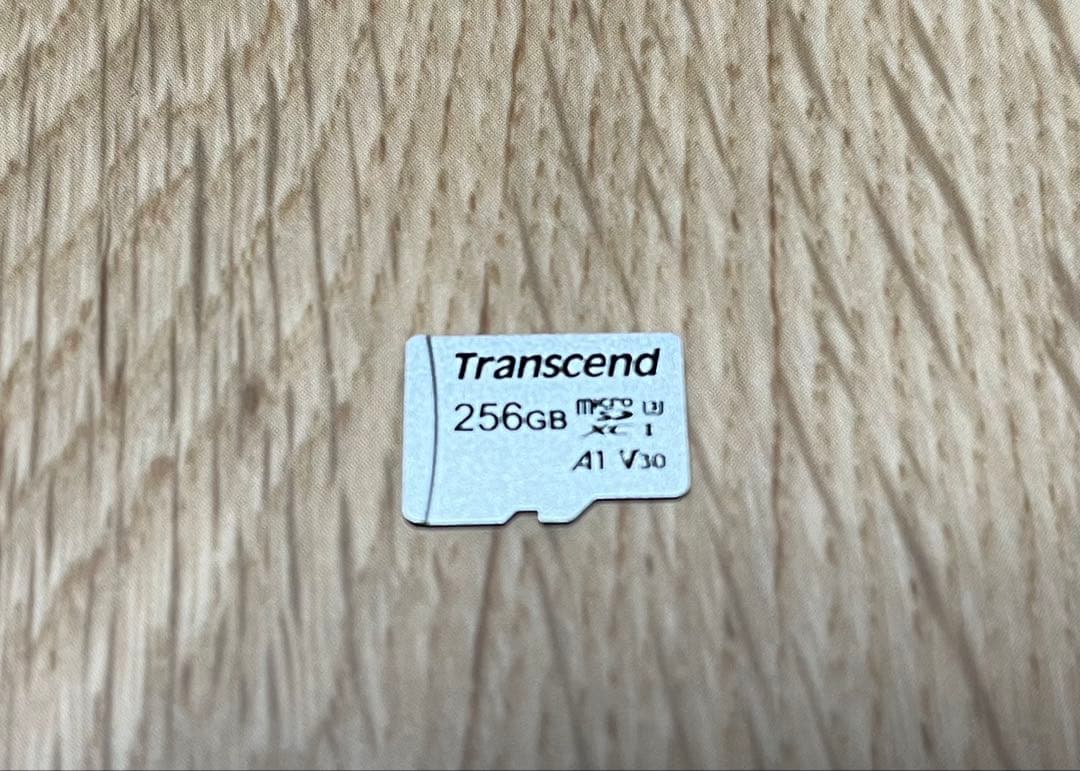 Transcend
256GB micro SD XC I U3
A1 V30